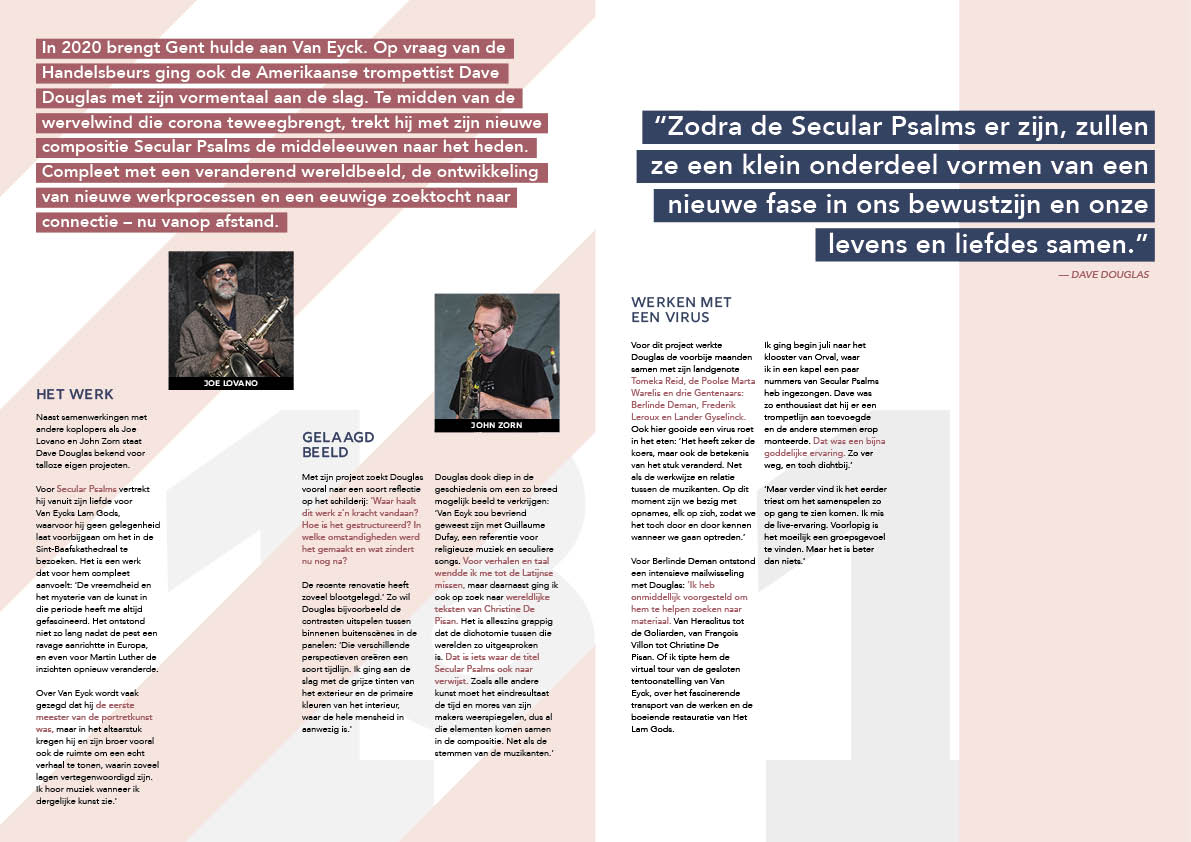 In 2020 brengt Gent hulde aan Van Eyck. Op vraag van de
Handelsbeurs ging ook de Amerikaanse trompettist Dave
Douglas met zijn vormentaal aan de slag. Te midden van de
wervelwind die corona teweegbrengt, trekt hij met zijn nieuwe
compositie Secular Psalms de middeleeuwen naar het heden.
Compleet met een veranderend wereldbeeld, de ontwikkeling
van nieuwe werkprocessen en een eeuwige zoektocht naar
connectie – nu vanop afstand.
JOE LOVANO
HET WERK
Naast samenwerkingen met
andere koplopers als Joe
Lovano en John Zorn staat
Dave Douglas bekend voor
talloze eigen projecten.
Voor Secular Psalms vertrekt
hij vanuit zijn liefde voor
Van Eycks Lam Gods,
waarvoor hij geen gelegenheid
laat voorbijgaan om het in de
Sint-Baafskathedraal te
bezoeken. Het is een werk
dat voor hem compleet
aanvoelt: ‘De vreemdheid en
het mysterie van de kunst in
die periode heeft me altijd
gefascineerd. Het ontstond
niet zo lang nadat de pest een
ravage aanrichtte in Europa,
en even voor Martin Luther de
inzichten opnieuw veranderde.
Over Van Eyck wordt vaak
gezegd dat hij de eerste
meester van de portretkunst
was, maar in het altaarstuk
kregen hij en zijn broer vooral
ook de ruimte om een echt
verhaal te tonen, waarin zoveel
lagen vertegenwoordigd zijn.
Ik hoor muziek wanneer ik
dergelijke kunst zie.’
JOHN ZORN
GELAAGD
BEELD
Met zijn project zoekt Douglas
vooral naar een soort reflectie
op het schilderij: ‘Waar haalt
dit werk z’n kracht vandaan?
Hoe is het gestructureerd? In
welke omstandigheden werd
het gemaakt en wat zindert
nu nog na?
De recente renovatie heeft
zoveel blootgelegd.’ Zo wil
Douglas bijvoorbeeld de
contrasten uitspelen tussen
binnenen buitenscènes in de
panelen: ‘Die verschillende
perspectieven creëren een
soort tijdlijn. Ik ging aan de
slag met de grijze tinten van
het exterieur en de primaire
kleuren van het interieur,
waar de hele mensheid in
aanwezig is.’
Douglas dook diep in de
geschiedenis om een zo breed
mogelijk beeld te verkrijgen:
‘Van Ecyk zou bevriend
geweest zijn met Guillaume
Dufay, een referentie voor
religieuze muziek en seculiere
songs. Voor verhalen en taal
wendde ik me tot de Latijnse
missen, maar daarnaast ging ik
ook op zoek naar wereldlijke
teksten van Christine De
Pisan. Het is alleszins grappig
dat de dichotomie tussen die
werelden zo uitgesproken
is. Dat is iets waar de titel
Secular Psalms ook naar
verwijst. Zoals alle andere
kunst moet het eindresultaat
de tijd en mores van zijn
makers weerspiegelen, dus al
die elementen komen samen
in de compositie. Net als de
stemmen van de muzikanten.’
“Zodra de Secular Psalms er zijn, zullen
ze een klein onderdeel vormen van een
nieuwe fase in ons bewustzijn en onze
levens en liefdes samen.”
— DAVE DOUGLAS
WERKEN MET
EEN VIRUS
Voor dit project werkte
Douglas de voorbije maanden
samen met zijn landgenote
Tomeka Reid, de Poolse Marta
Warelis en drie Gentenaars:
Berlinde Deman, Frederik
Leroux en Lander Gyselinck.
Ook hier gooide een virus roet
in het eten: ‘Het heeft zeker de
koers, maar ook de betekenis
van het stuk veranderd. Net
als de werkwijze en relatie
tussen de muzikanten. Op dit
moment zijn we bezig met
opnames, elk op zich, zodat we
het toch door en door kennen
wanneer we gaan optreden.’
Voor Berlinde Deman ontstond
een intensieve mailwisseling
met Douglas: ‘Ik heb
onmiddellijk voorgesteld om
hem te helpen zoeken naar
materiaal. Van Heraclitus tot
de Goliarden, van François
Villon tot Christine De
Pisan. Of ik tipte hem de
virtual tour van de gesloten
tentoonstelling van Van
Eyck, over het fascinerende
transport van de werken en de
boeiende restauratie van Het
Lam Gods.
Ik ging begin juli naar het
klooster van Orval, waar
ik in een kapel een paar
nummers van Secular Psalms
heb ingezongen. Dave was
zo enthousiast dat hij er een
trompetlijn aan toevoegde
en de andere stemmen erop
monteerde. Dat was een bijna
goddelijke ervaring. Zo ver
weg, en toch dichtbij.’
‘Maar verder vind ik het eerder
triest om het samenspelen zo
op gang te zien komen. Ik mis
de live-ervaring. Voorlopig is
het moeilijk een groepsgevoel
te vinden. Maar het is beter
dan niets.’